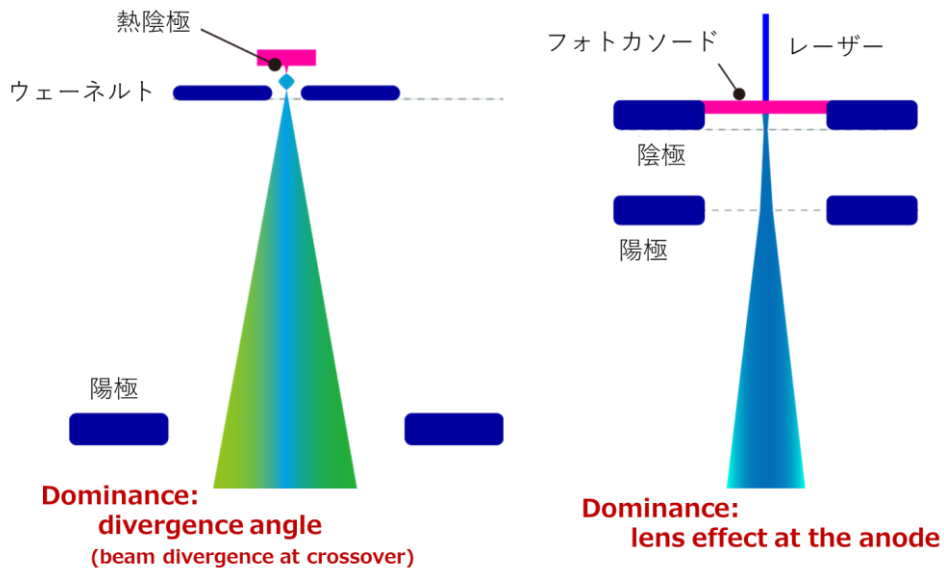 熱陰極
ウェーネルト
陽極
Dominance:
divergence angle
(beam divergence at crossover)
フォトカソード
レーザー
陰極
陽極
Dominance:
lens effect at the anode